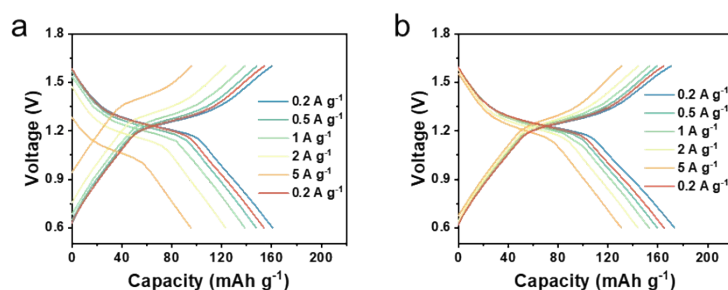 a
1.8
1.5
1.2
0.9
0.6
Voltage (V)
0 40 80 120 160 200
Capacity (mAh g⁻¹)
0.2 A g⁻¹
0.5 A g⁻¹
1 A g⁻¹
2 A g⁻¹
5 A g⁻¹
0.2 A g⁻¹
b
1.8
1.5
1.2
0.9
0.6
Voltage (V)
0 40 80 120 160 200
Capacity (mAh g⁻¹)
0.2 A g⁻¹
0.5 A g⁻¹
1 A g⁻¹
2 A g⁻¹
5 A g⁻¹
0.2 A g⁻¹